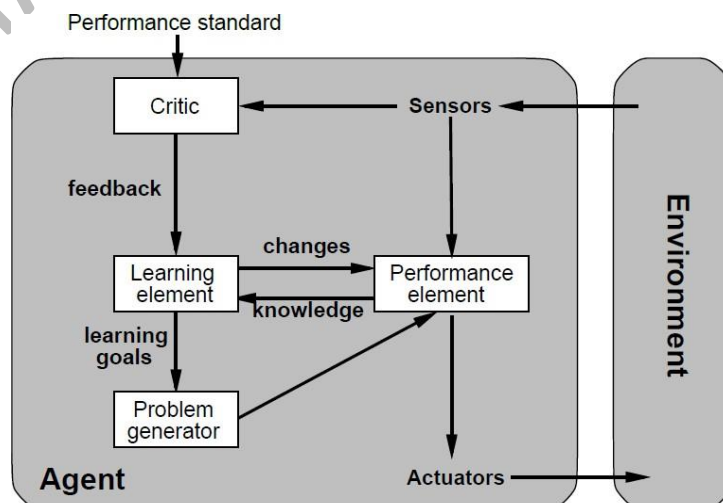 Performance standard
Critic
Sensors
feedback
changes
Learning
element
Performance
element
knowledge
learning
goals
Problem
generator
Agent
Actuators
Environment